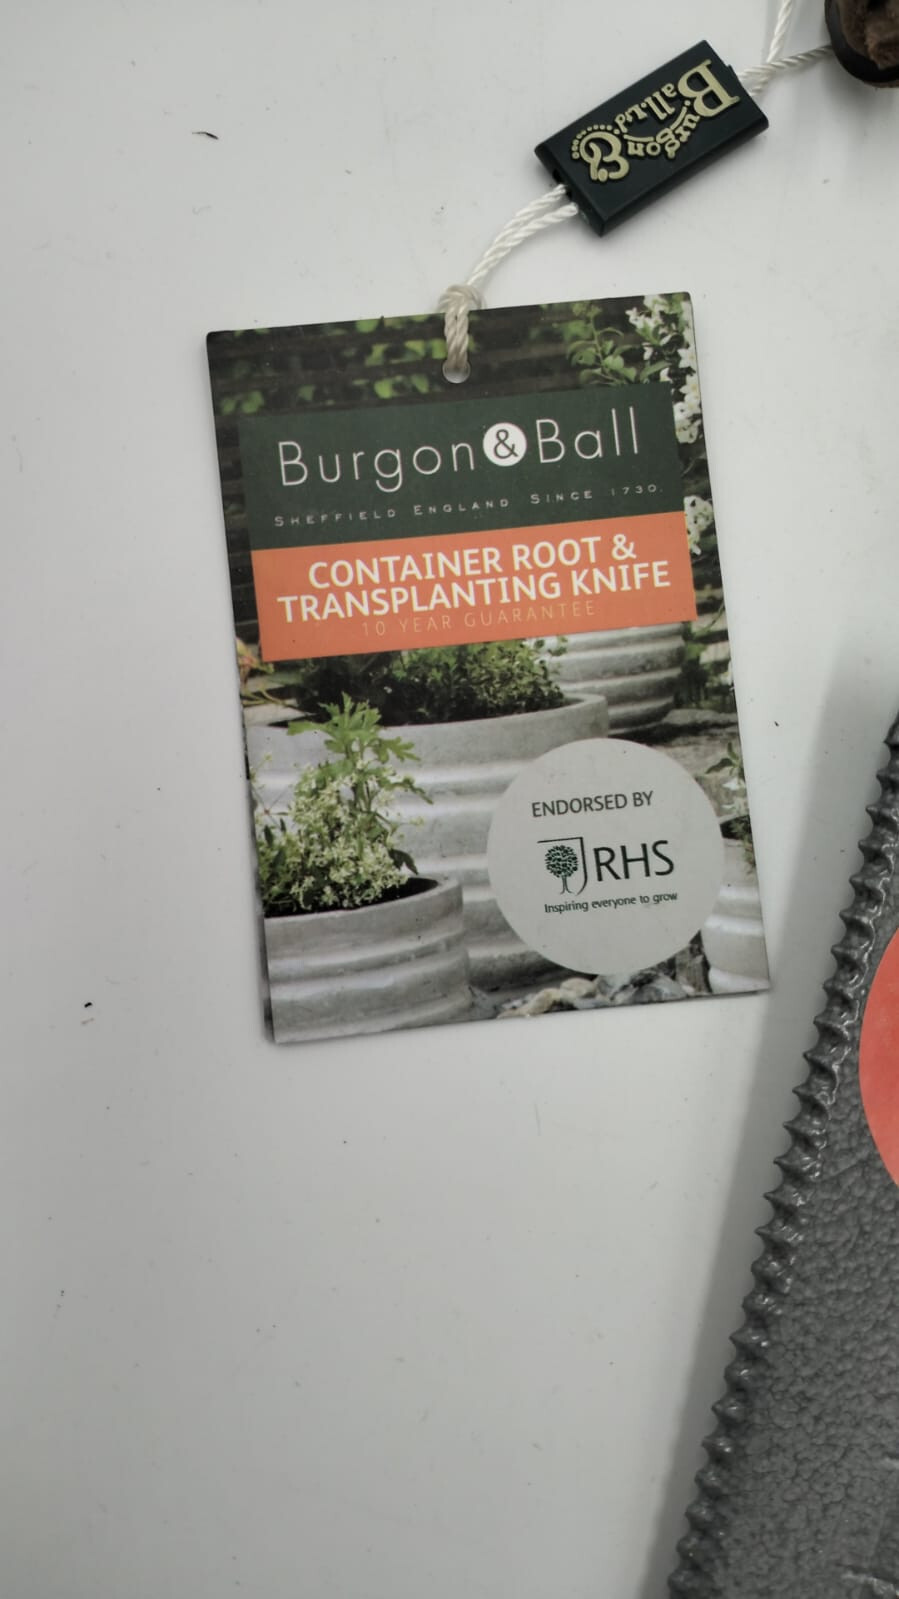 Burgon &
Ball Ltd
Burgon & Ball
SHEFFIELD ENGLAND SINCE 1730.
CONTAINER ROOT &
TRANSPLANTING KNIFE
10 YEAR GUARANTEE
ENDORSED BY
RHS
Inspiring everyone to grow